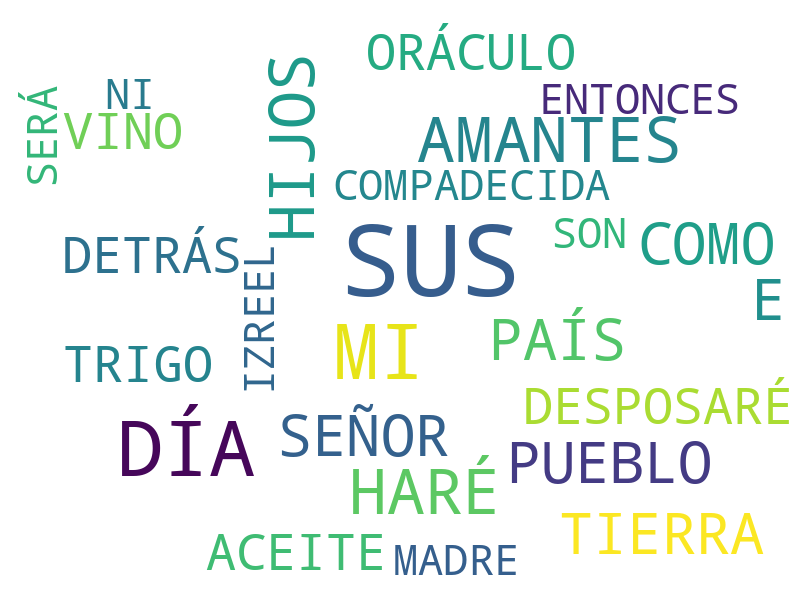 ORÁCULO
NI
ENTONCES
SERÁ
VINO
HIJOS
AMANTES
COMPADECIDA
SUS
SON
COMO
DETRÁS
IZREEL
E
MI
PAÍS
TRIGO
DESPOSARÉ
DÍA
SEÑOR
PUEBLO
HARÉ
TIERRA
ACEITE
MADRE